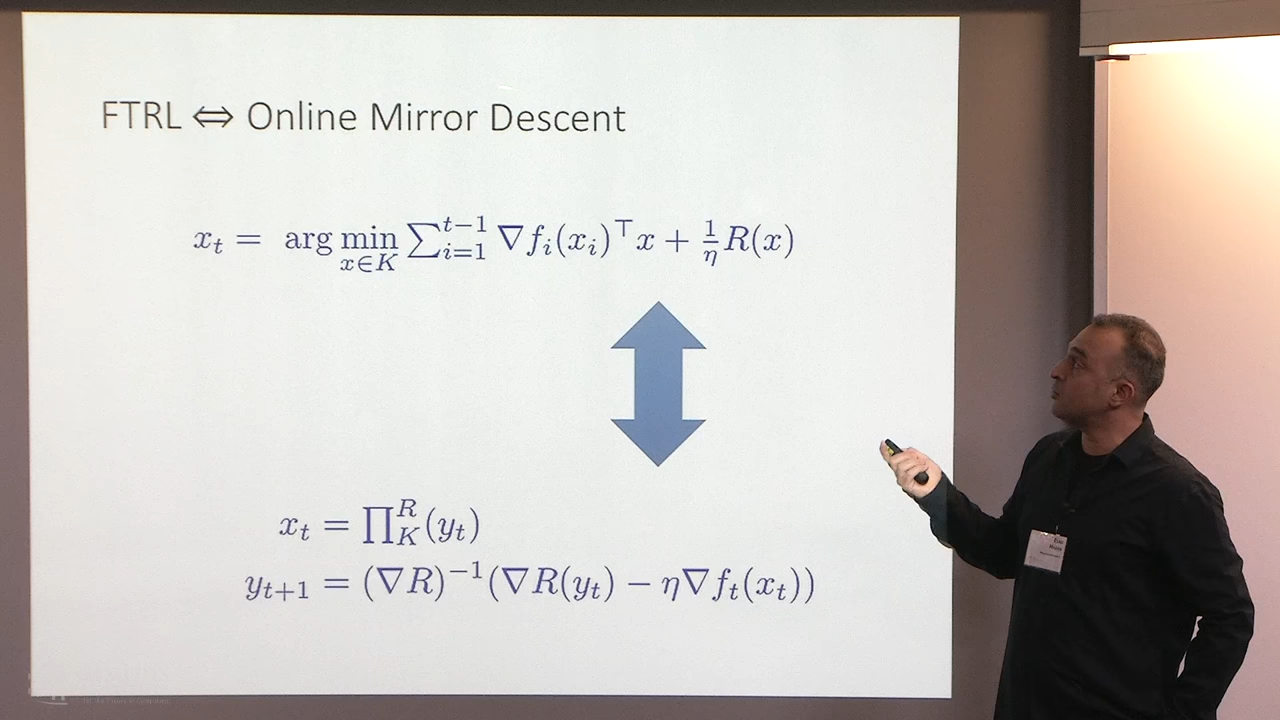 FTRL ⇔ Online Mirror Descent
x_t = arg min_{x∈K} ∑_{i=1}^{t−1} ∇f_i(x_i)^⊤ x + 1/η R(x)
x_t = ∏_K^R (y_t)
y_{t+1} = (∇R)^{−1}(∇R(y_t) − η∇f_t(x_t))